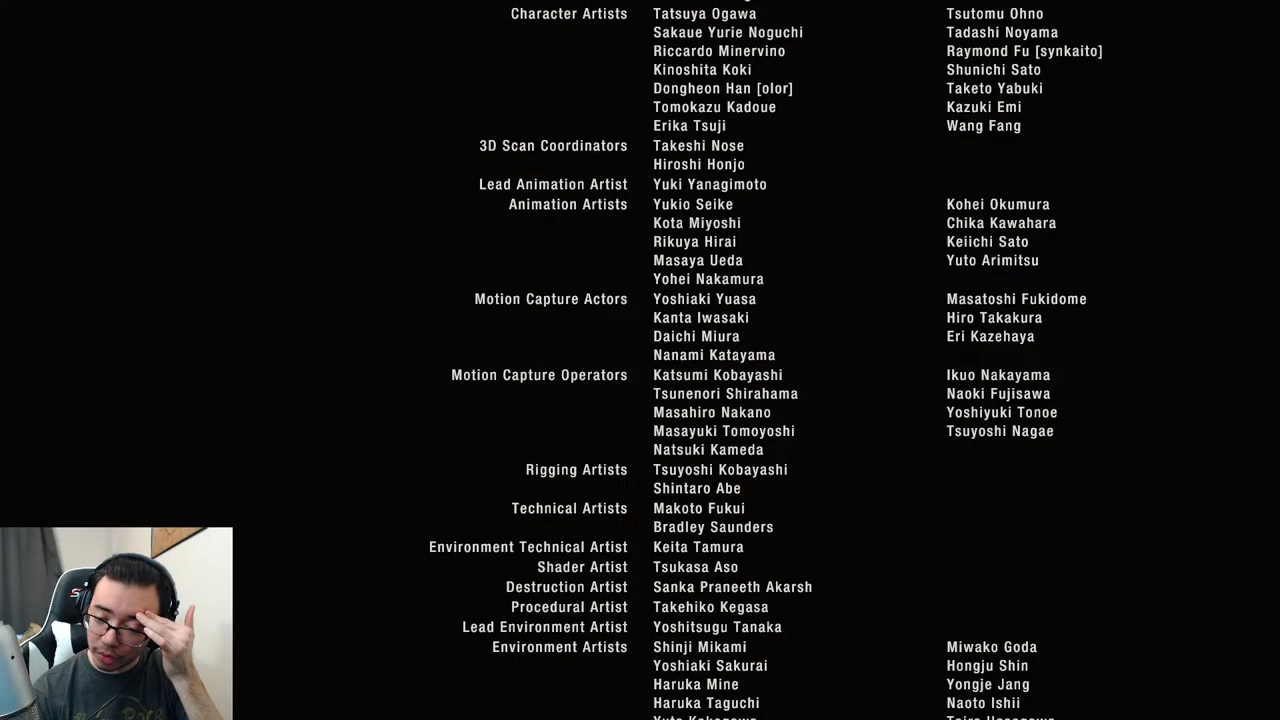 Character Artists Tatsuya Ogawa Tsutomu Ohno
Sakaue Yurie Noguchi Tadashi Noyama
Riccardo Minervino Raymond Fu [synkaito]
Kinoshita Koki Shunichi Sato
Dongheon Han [olor] Taketo Yabuki
Tomokazu Kadoue Kazuki Emi
Erika Tsuji Wang Fang
3D Scan Coordinators Takeshi Nose
Hiroshi Honjo
Lead Animation Artist Yuki Yanagimoto
Animation Artists Yukio Seike Kohei Okumura
Kota Miyoshi Chika Kawahara
Rikuya Hirai Keiichi Sato
Masaya Ueda Yuto Arimitsu
Yohei Nakamura
Motion Capture Actors Yoshiaki Yuasa Masatoshi Fukidome
Kanta Iwasaki Hiro Takakura
Daichi Miura Eri Kazehaya
Nanami Katayama
Motion Capture Operators Katsumi Kobayashi Ikuo Nakayama
Tsunenori Shirahama Naoki Fujisawa
Masahiro Nakano Yoshiyuki Tonoe
Masayuki Tomoyoshi Tsuyoshi Nagae
Natsuki Kameda
Rigging Artists Tsuyoshi Kobayashi
Shintaro Abe
Technical Artists Makoto Fukui
Bradley Saunders
Environment Technical Artist Keita Tamura
Shader Artist Tsukasa Aso
Destruction Artist Sanka Praneeth Akarsh
Procedural Artist Takehiko Kegasa
Lead Environment Artist Yoshitsugu Tanaka
Environment Artists Shinji Mikami Miwako Goda
Yoshiaki Sakurai Hongju Shin
Haruka Mine Yongje Jang
Haruka Taguchi Naoto Ishii